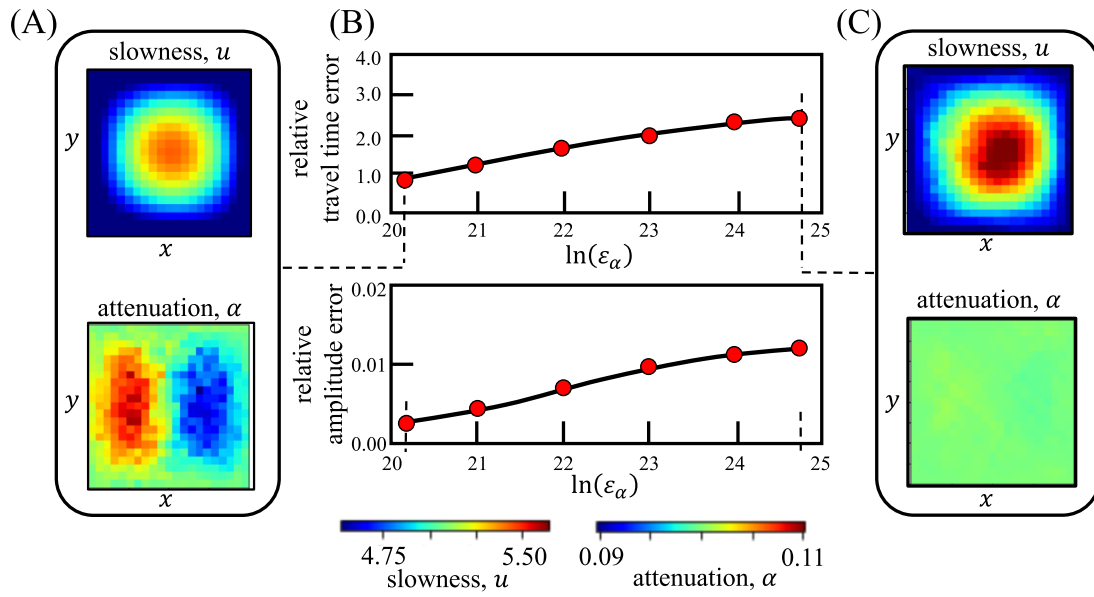 (A)
slowness, u
y
x
attenuation, α
y
x
(B)
relative
travel time error
4.0
3.0
2.0
1.0
0.0
20 21 22 23 24 25
ln(εα)
relative
amplitude error
0.02
0.01
0.00
20 21 22 23 24 25
ln(εα)
4.75 5.50
slowness, u
0.09 0.11
attenuation, α
(C)
slowness, u
y
x
attenuation, α
y
x